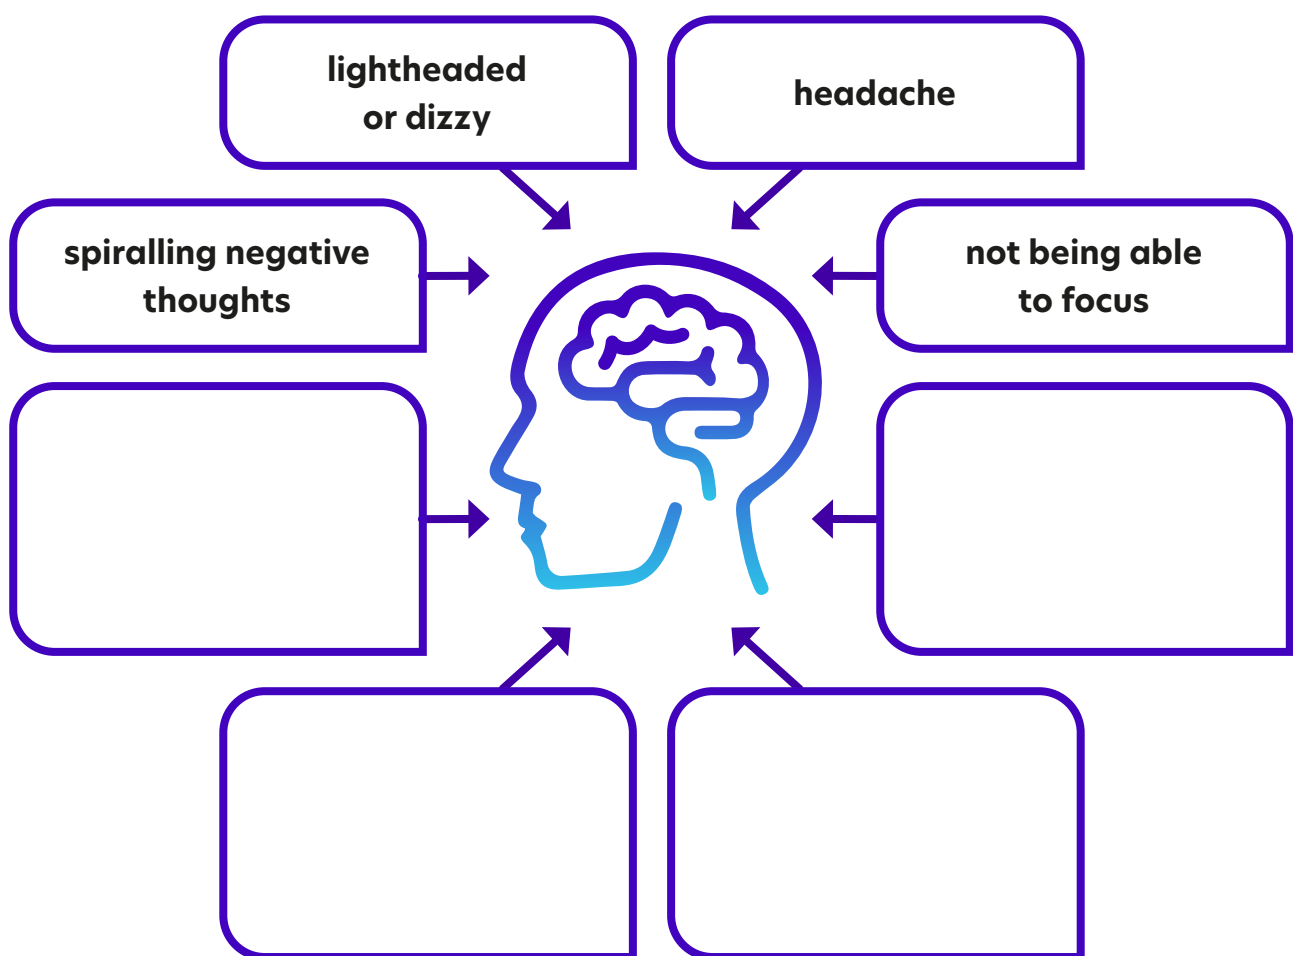 lightheaded
or dizzy
headache
spiralling negative
thoughts
not being able
to focus